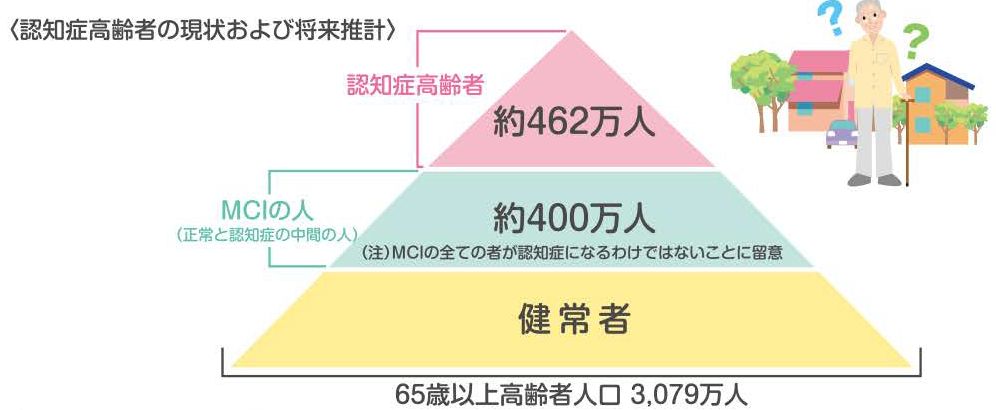 〈認知症高齢者の現状および将来推計〉
?
?
認知症高齢者
約462万人
MCIの人
(正常と認知症の中間の人)
約400万人
(注)MCIの全ての者が認知症になるわけではないことに留意
健常者
65歳以上高齢者人口 3,079万人